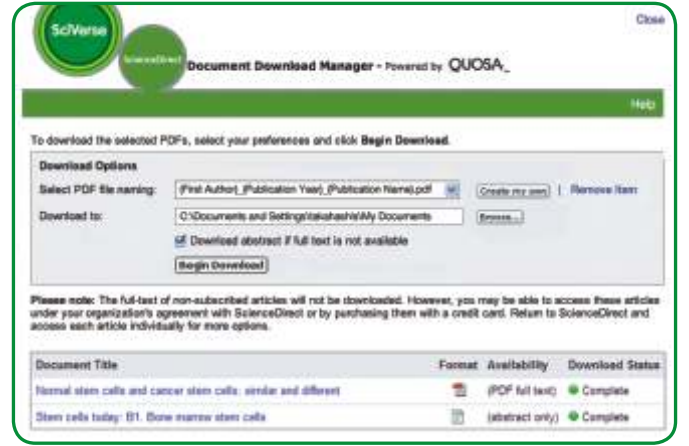 Close
SciVerse
ScienceDirect
Document Download Manager - Powered by QUOSA
Help
To download the selected PDFs, select your preferences and click Begin Download.
Download Options
Select PDF file naming: (First Author)_(Publication Year)_(Publication Name).pdf Create my own | Remove Item
Download to: C:\Documents and Settings\takahashis\My Documents Browse...
Download abstract if full text is not available
Begin Download
Please note: The full-text of non-subscribed articles will not be downloaded. However, you may be able to access these articles
under your organization's agreement with ScienceDirect or by purchasing them with a credit card. Return to ScienceDirect and
access each article individually for more options.
Document Title Format Availability Download Status
Normal stem cells and cancer stem cells: similar and different (PDF full text) Complete
Stem cells today: B1. Bone marrow stem cells (abstract only) Complete